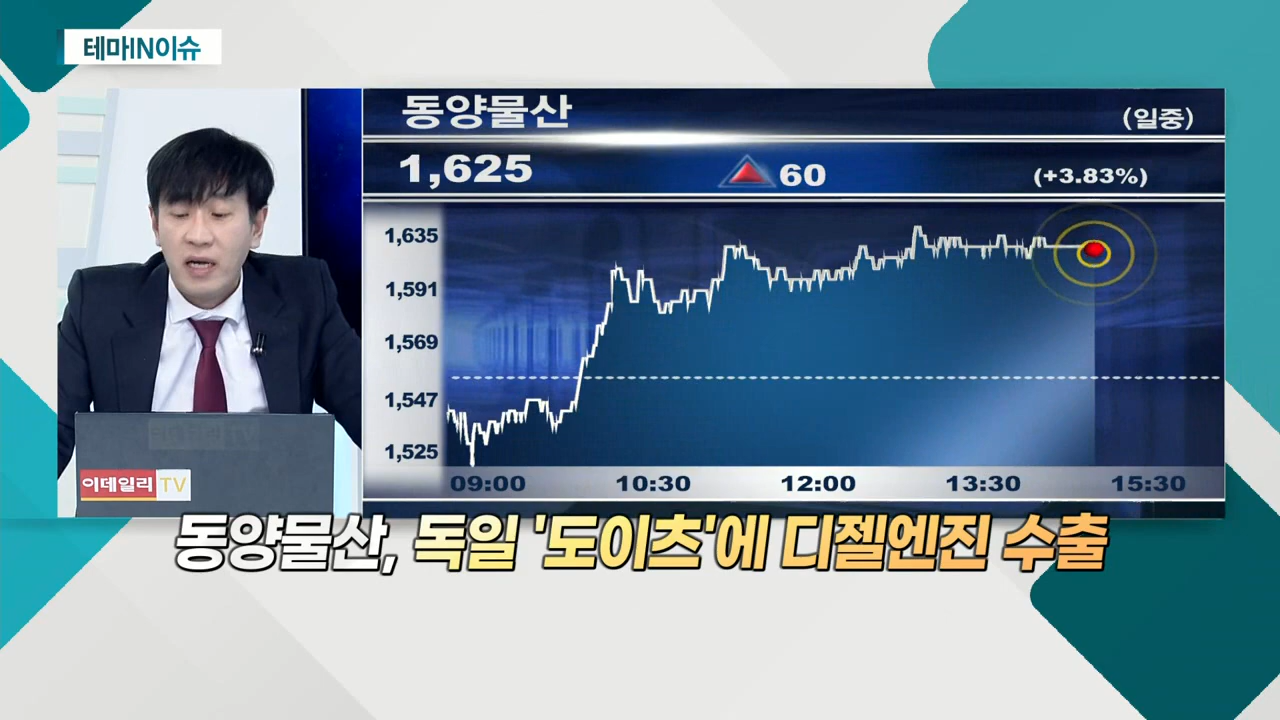 테마IN이슈
동양물산
(일중)
1,625
60
(+3.83%)
1,635
1,591
1,569
1,547
1,525
09:00
10:30
12:00
13:30
15:30
이데일리 TV
동양물산, 독일 '도이츠'에 디젤엔진 수출